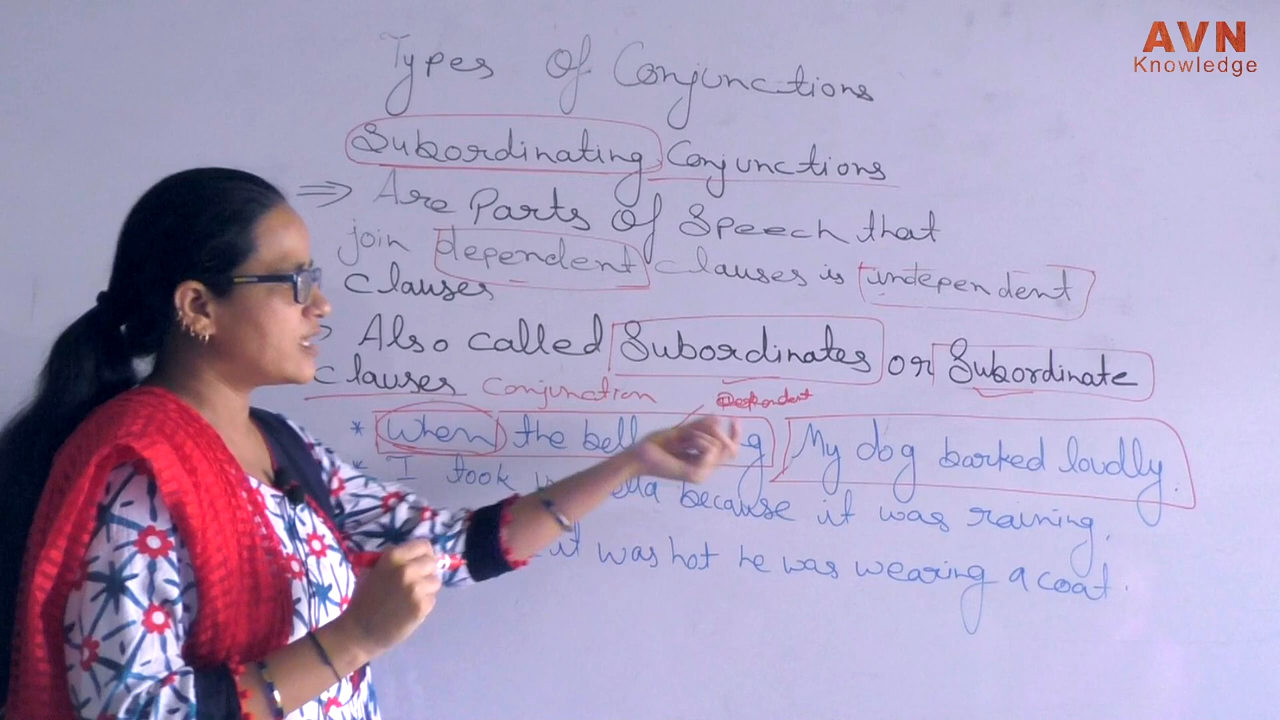 AVN
Knowledge
Types Of Conjunctions
Subordinating Conjunctions
⇒ Are Parts Of Speech that
join dependent clauses is independent
clauses
Also called Subordinates or Subordinate
clauses Conjunation Dependent
* When the bell g My dog barked loudly.
* I took because it was raining.
it was hot he was wearing a coat.